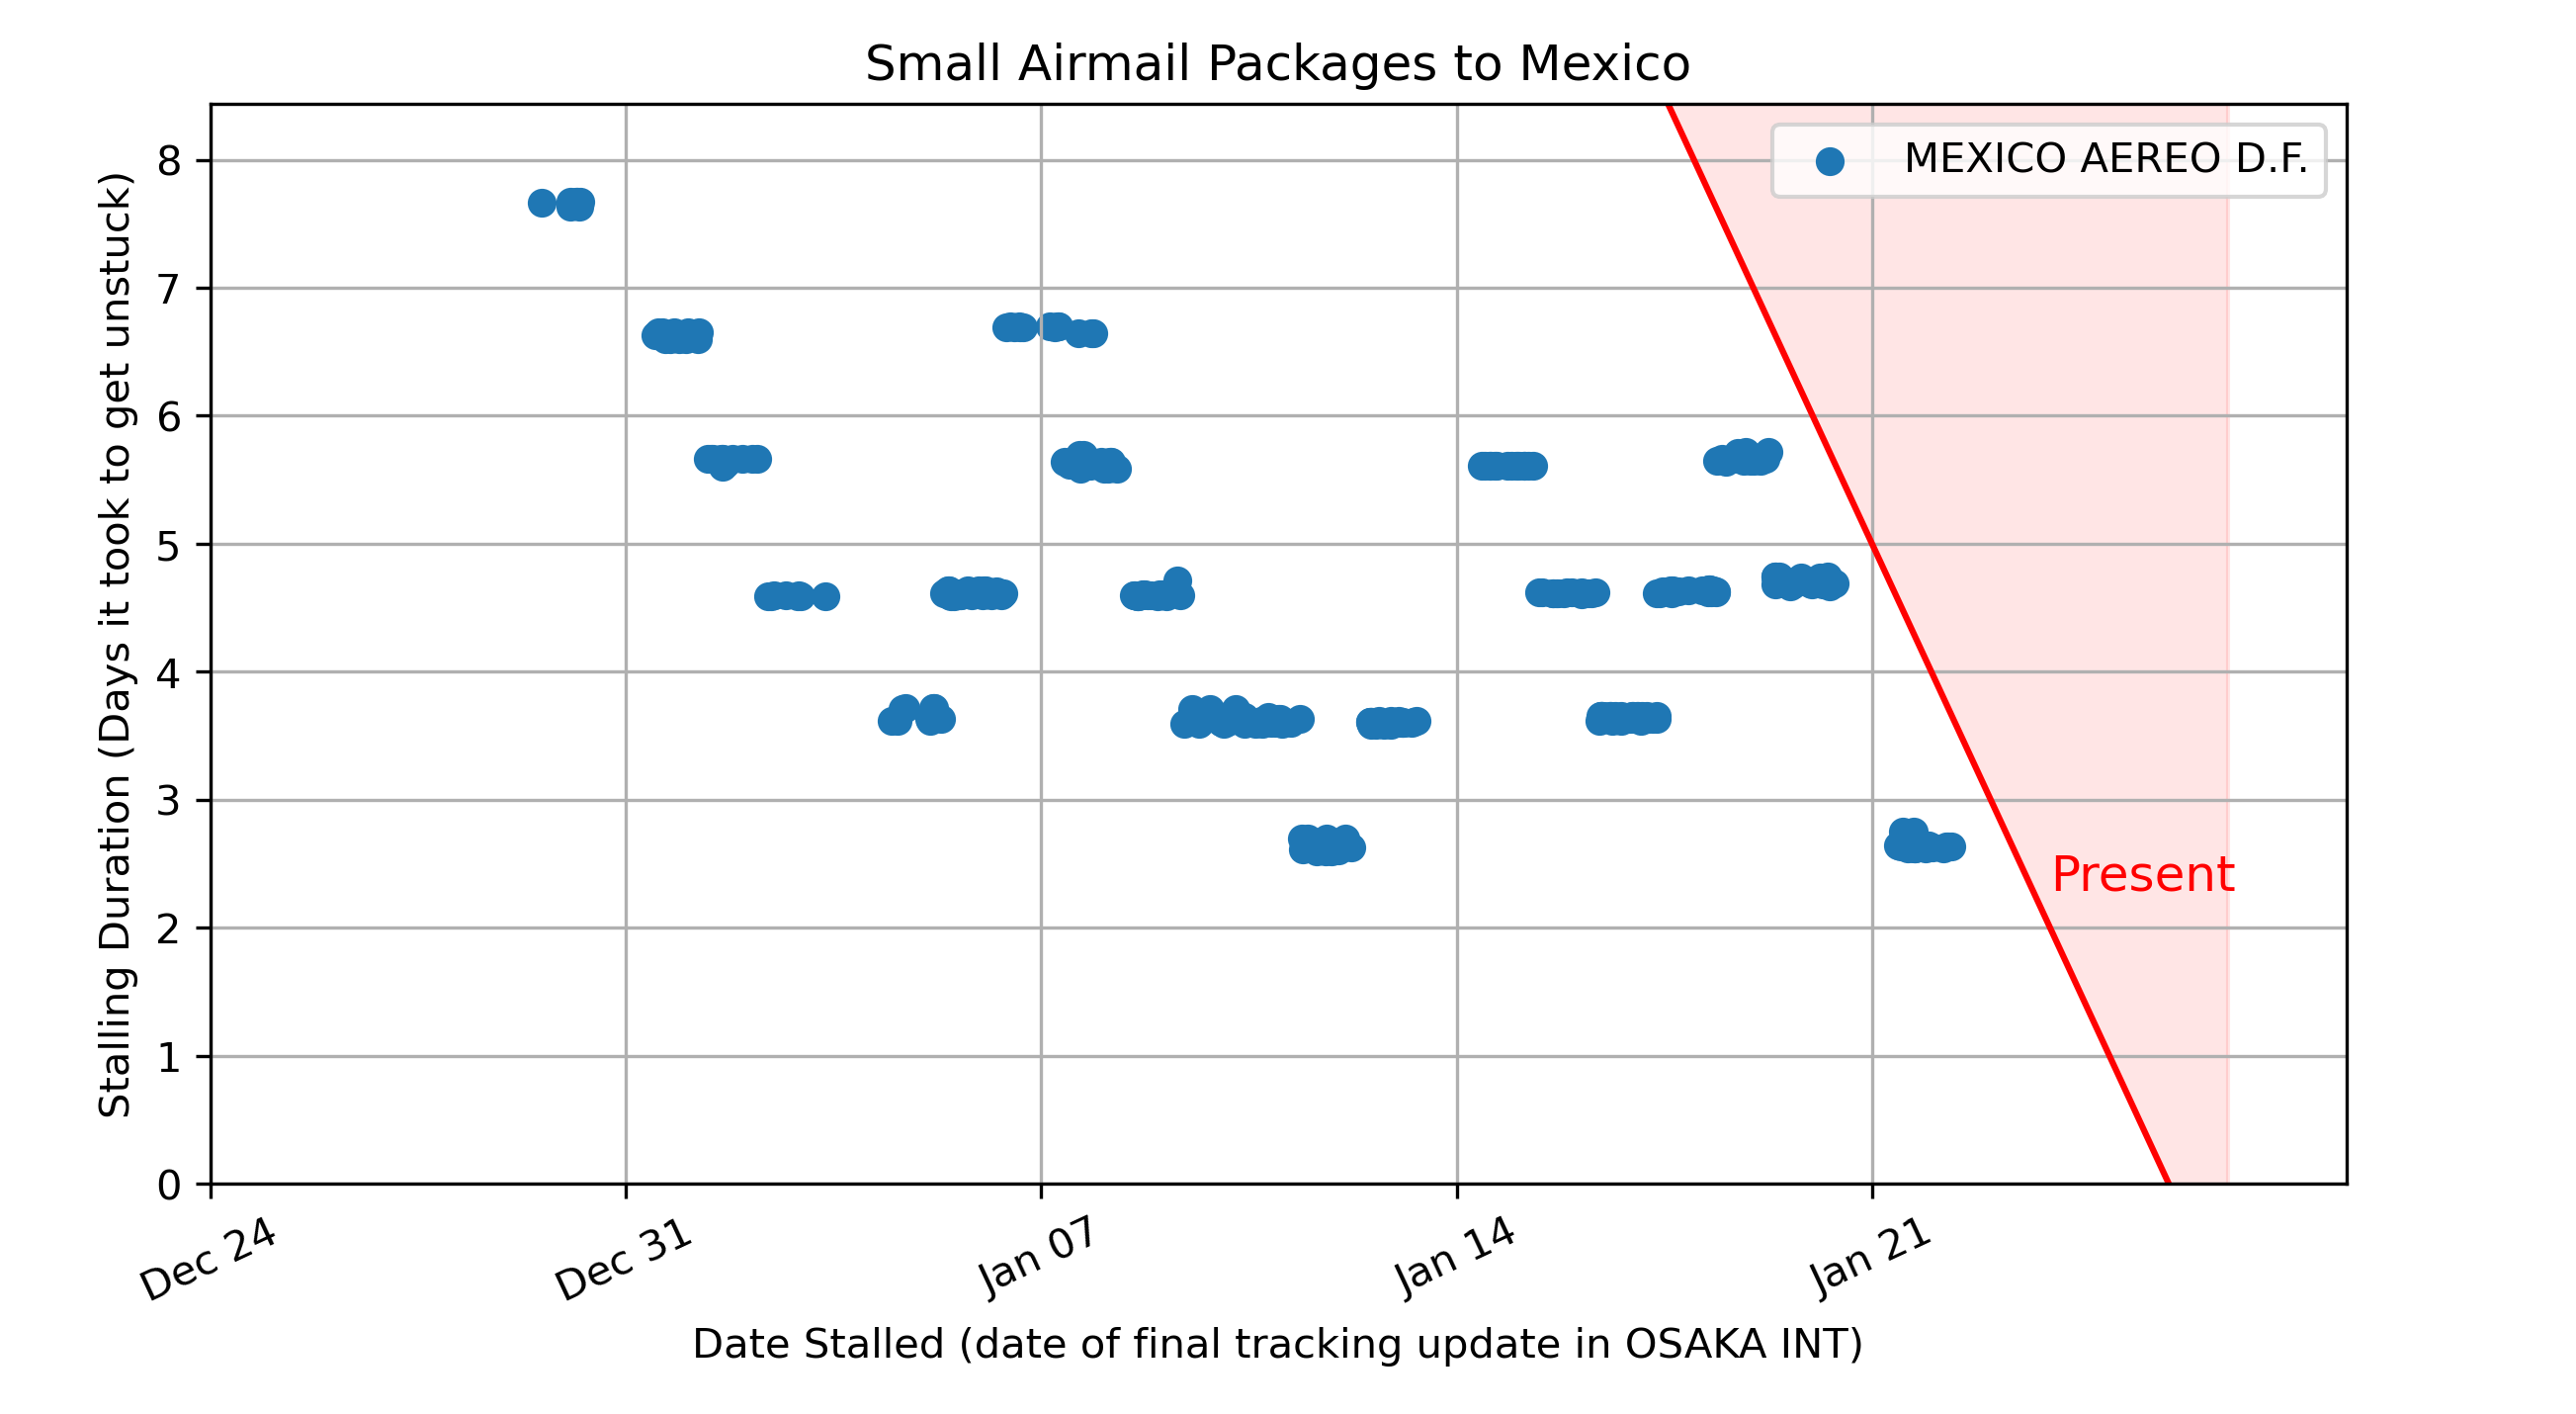 Small Airmail Packages to Mexico
MEXICO AEREO D.F.
Stalling Duration (Days it took to get unstuck)
8
7
6
5
4
3
2
1
0
Present
Dec 24
Dec 31
Jan 07
Jan 14
Jan 21
Date Stalled (date of final tracking update in OSAKA INT)